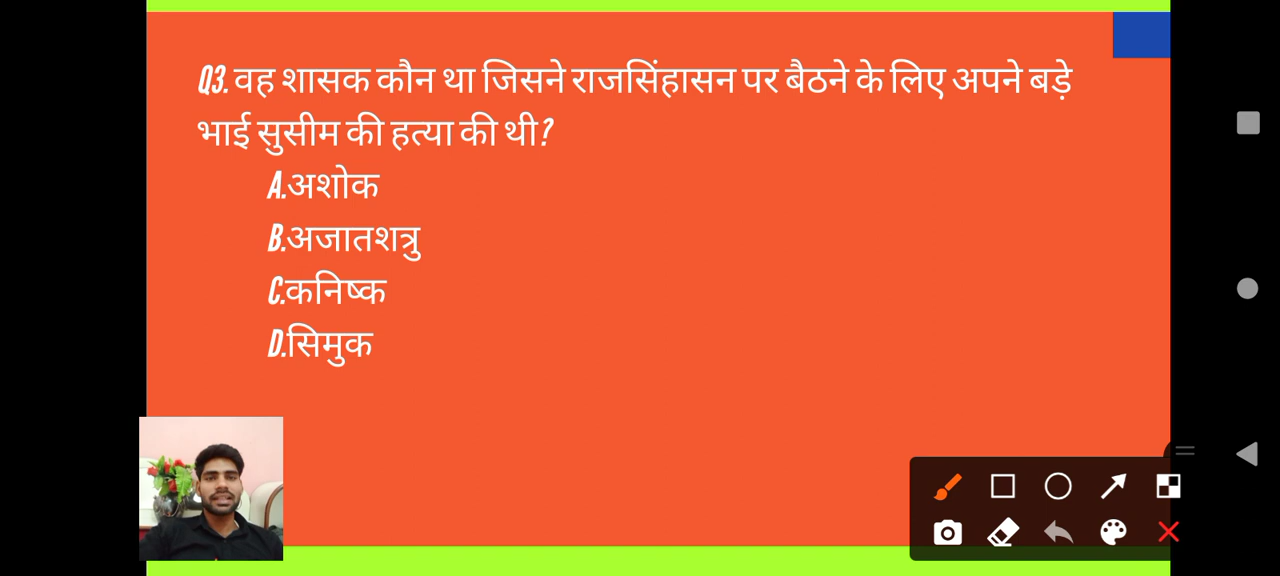 Q3. वह शासक कौन था जिसने राजसिंहासन पर बैठने के लिए अपने बड़े
भाई सुसीम की हत्या की थी?
A.अशोक
B.अजातशत्रु
C.कनिष्क
D.सिमुक